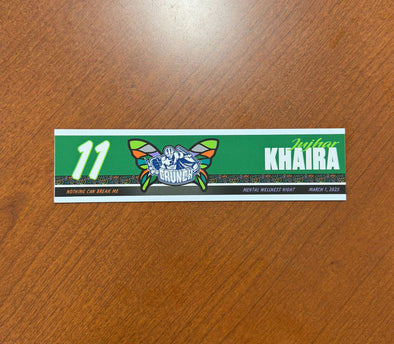 11
CRUNCH
Jujhar
KHAIRA
NOTHING CAN BREAK ME
MENTAL WELLNESS NIGHT
MARCH 1, 2025